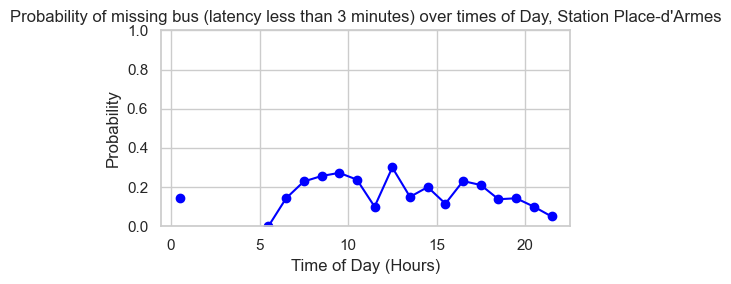 Probability of missing bus (latency less than 3 minutes) over times of Day, Station Place-d'Armes
1.0
0.8
0.6
0.4
0.2
0.0
Probability
0 5 10 15 20
Time of Day (Hours)